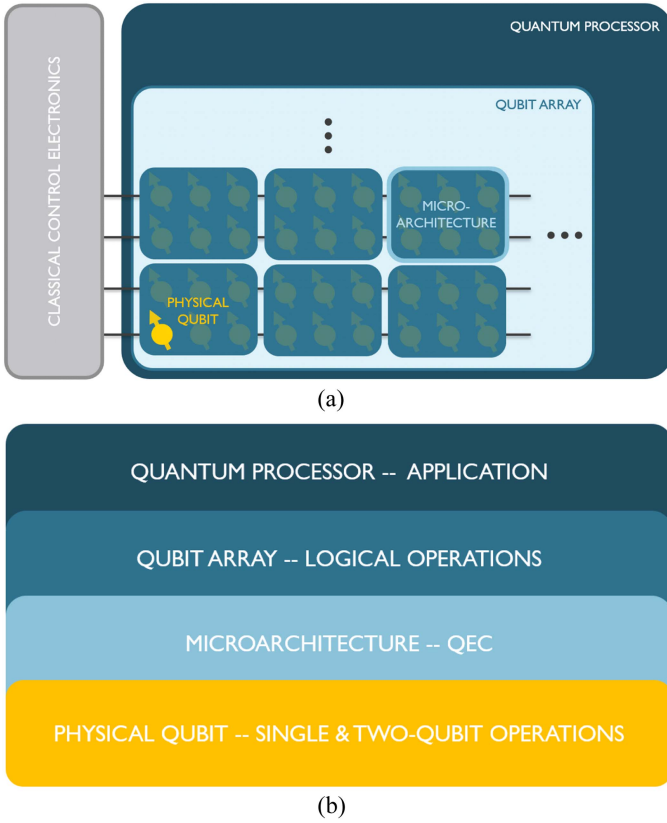 CLASSICAL CONTROL ELECTRONICS
QUANTUM PROCESSOR
QUBIT ARRAY
MICRO-
ARCHITECTURE
PHYSICAL
QUBIT
(a)
QUANTUM PROCESSOR -- APPLICATION
QUBIT ARRAY -- LOGICAL OPERATIONS
MICROARCHITECTURE -- QEC
PHYSICAL QUBIT -- SINGLE & TWO-QUBIT OPERATIONS
(b)